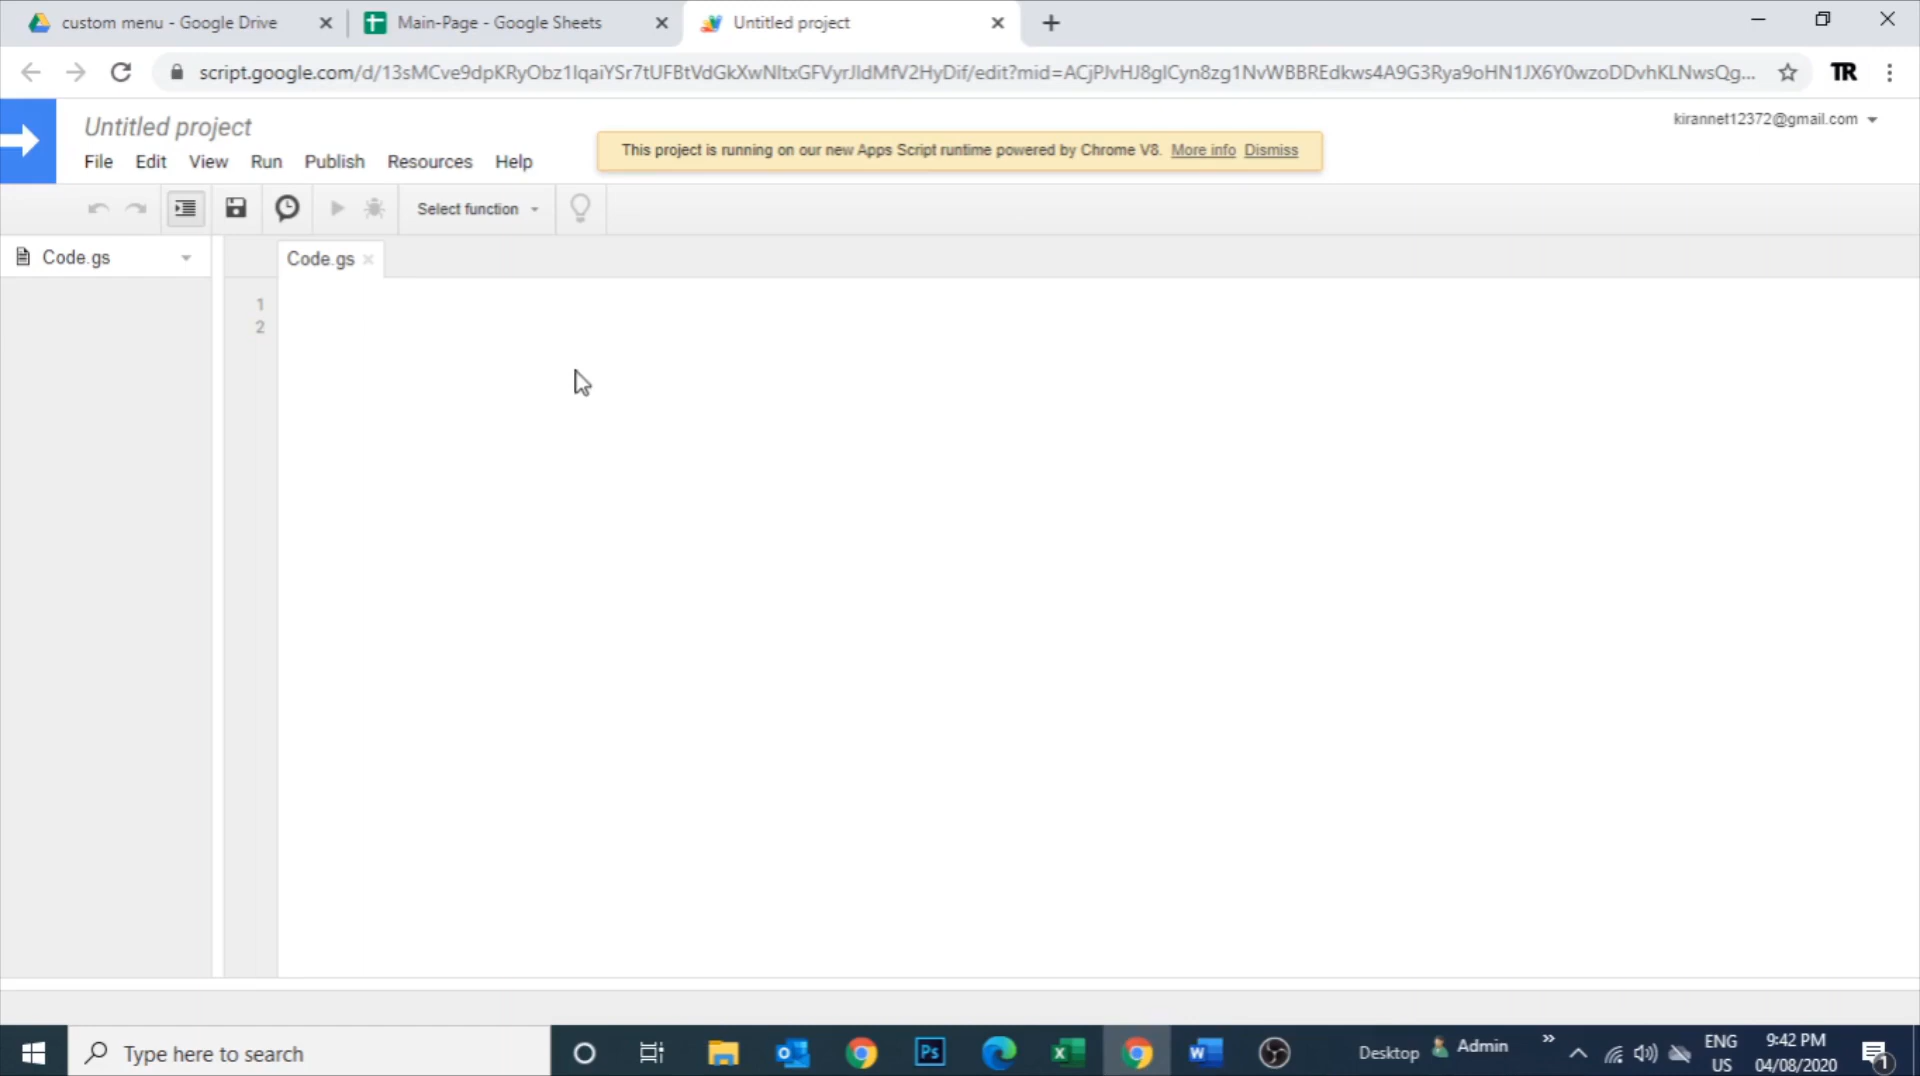 custom menu - Google Drive
Main-Page - Google Sheets
Untitled project
script.google.com/d/13sMCve9dpKRyObz1lqaiYSr7tUFBtVdGkXwNltxGFVyrJldMfV2HyDif/edit?mid=ACjPJvHJ8glCyn8zg1NvWBBREdkws4A9G3Rya9oHN1JX6Y0wzoDDvhKLNwsQg...
TR
Untitled project
kirannet12372@gmail.com
This project is running on our new Apps Script runtime powered by Chrome V8. More info Dismiss
File Edit View Run Publish Resources Help
Select function
Code.gs
Code.gs
1
2
Type here to search
Ps
Desktop
Admin
ENG
US
9:42 PM
04/08/2020
1